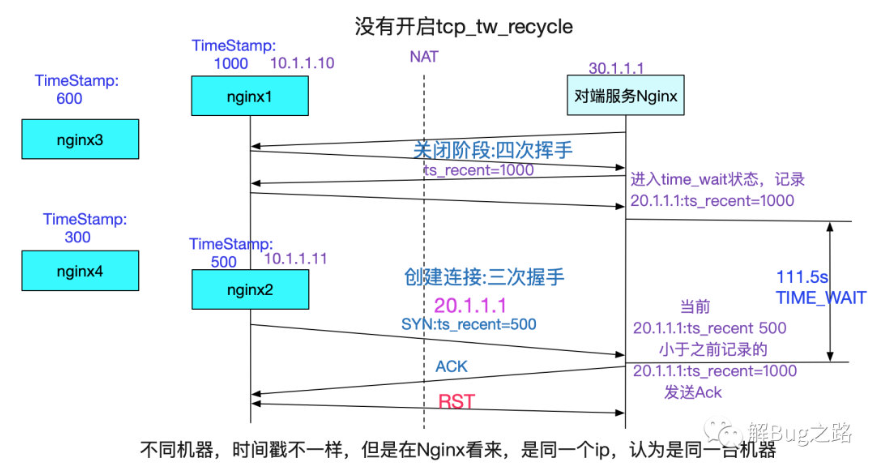 没有开启tcp_tw_recycle
TimeStamp:
1000
10.1.1.10
NAT
30.1.1.1
TimeStamp:
600
nginx1
对端服务Nginx
nginx3
关闭阶段:四次挥手
ts_recent=1000
进入time_wait状态，记录
20.1.1.1:ts_recent=1000
TimeStamp:
300
nginx4
TimeStamp:
500
10.1.1.11
nginx2
创建连接:三次握手
20.1.1.1
SYN:ts_recent=500
111.5s
TIME_WAIT
当前
20.1.1.1:ts_recent 500
小于之前记录的
20.1.1.1:ts_recent=1000
发送Ack
ACK
RST
解Bug之路
不同机器，时间戳不一样，但是在Nginx看来，是同一个ip，认为是同一台机器